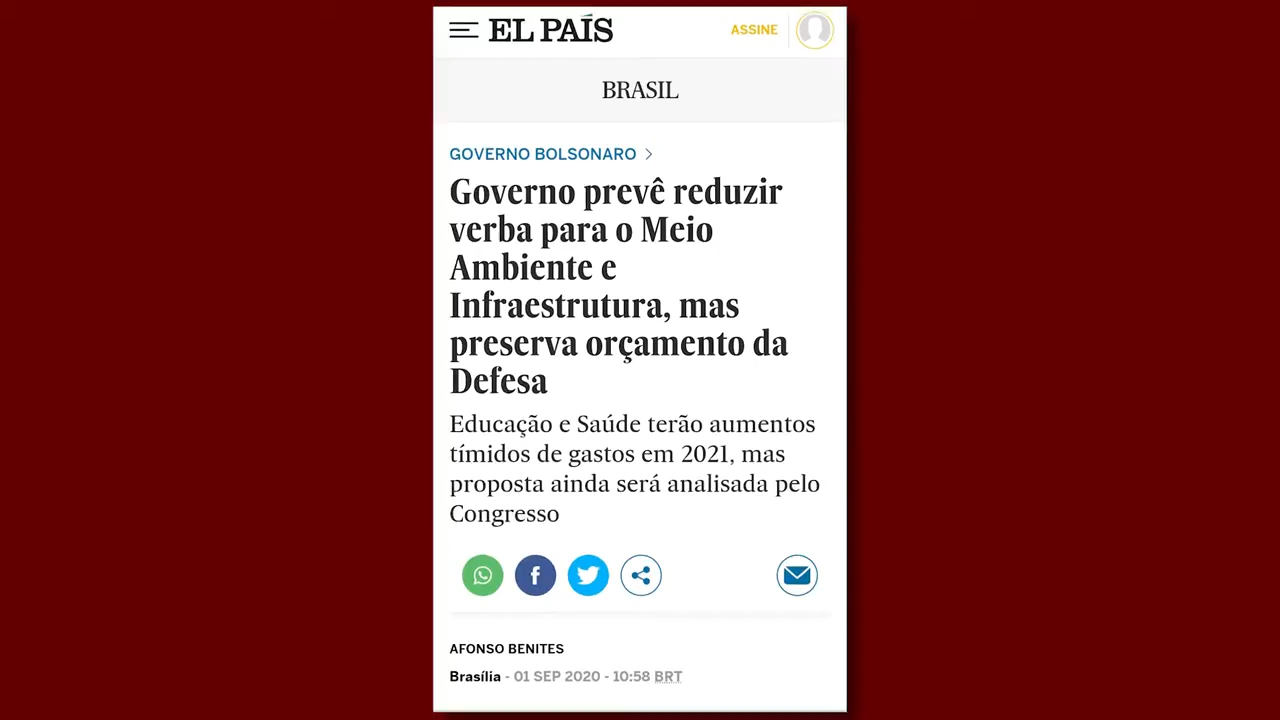 EL PAÍS
ASSINE
BRASIL
GOVERNO BOLSONARO
Governo prevê reduzir
verba para o Meio
Ambiente e
Infraestrutura, mas
preserva orçamento da
Defesa
Educação e Saúde terão aumentos
tímidos de gastos em 2021, mas
proposta ainda será analisada pelo
Congresso
AFONSO BENITES
Brasília - 01 SEP 2020 - 10:58 BRT